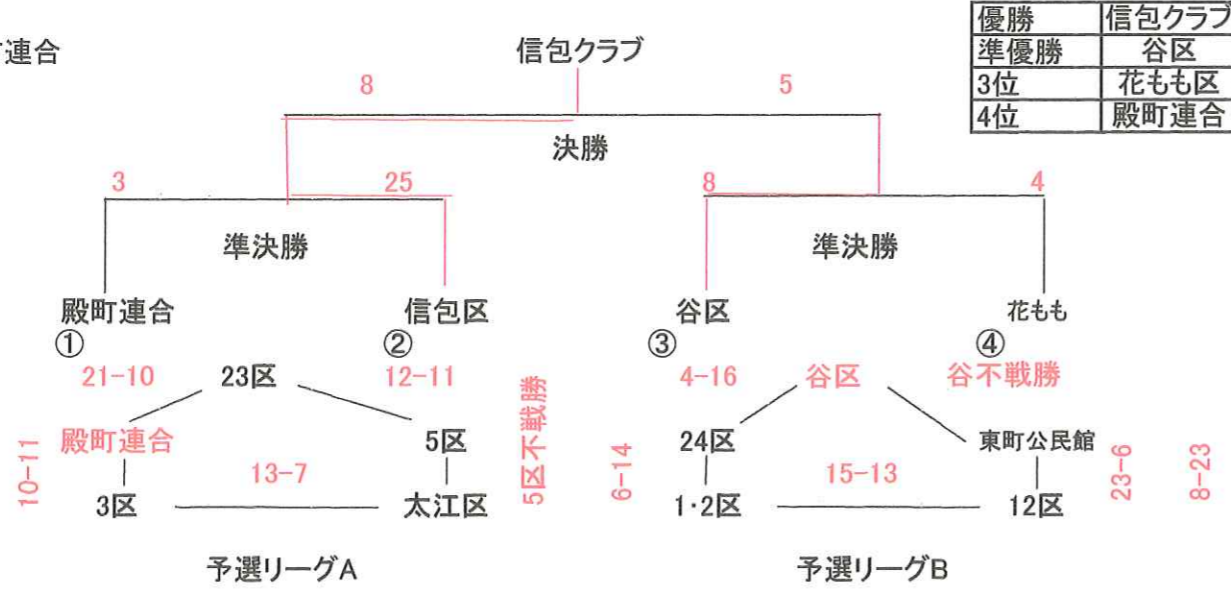 連合
信包クラブ
優勝 信包クラブ
準優勝 谷区
3位 花もも区
4位 殿町連合
8 5
決勝
3 25 8 4
準決勝 準決勝
殿町連合 信包区 谷区 花もも
① ② ③ ④
21-10 23区 12-11 4-16 谷区 谷不戦勝
殿町連合 5区 24区 東町公民館
10-11 13-7 5区不戦勝 6-14 15-13 23-6 8-23
3区 太江区 1・2区 12区
予選リーグA 予選リーグB